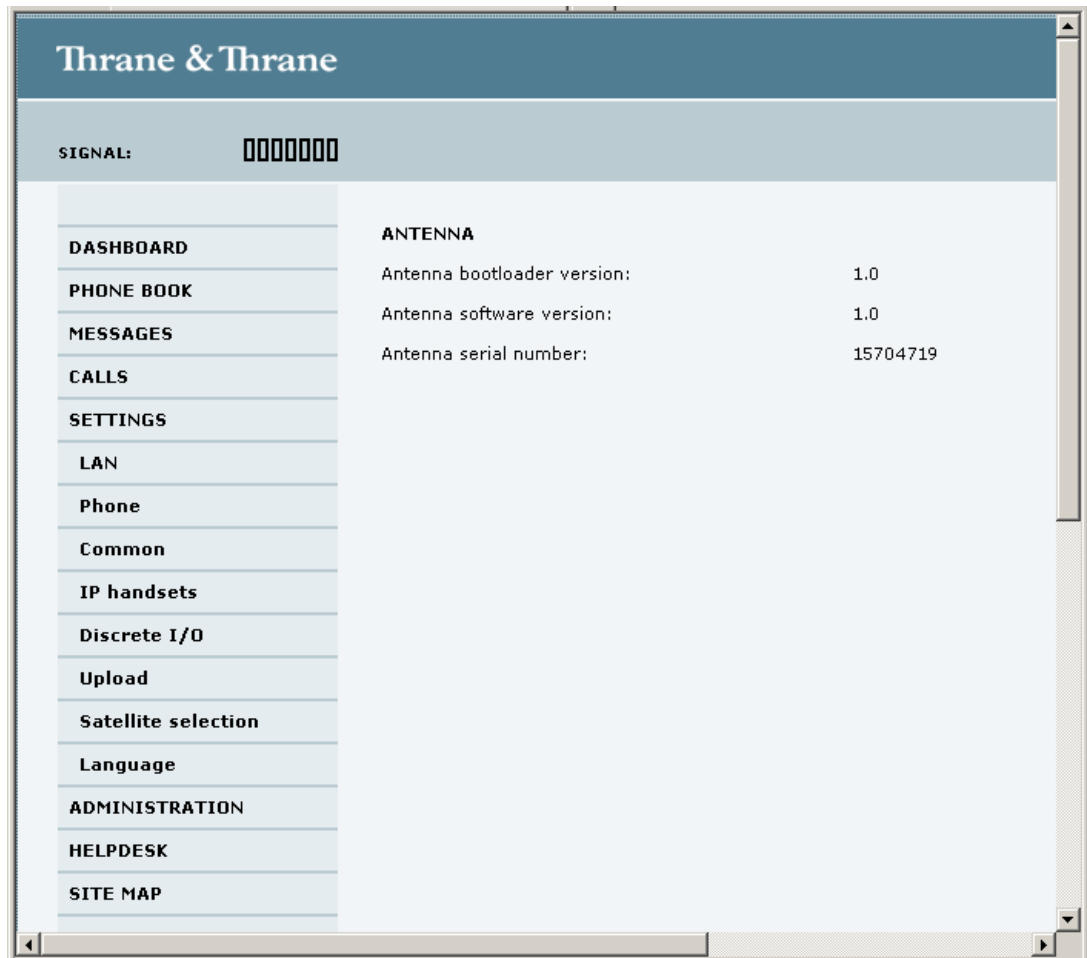 Thrane & Thrane
SIGNAL:
DASHBOARD
PHONE BOOK
MESSAGES
CALLS
SETTINGS
LAN
Phone
Common
IP handsets
Discrete I/O
Upload
Satellite selection
Language
ADMINISTRATION
HELPDESK
SITE MAP
ANTENNA
Antenna bootloader version: 1.0
Antenna software version: 1.0
Antenna serial number: 15704719